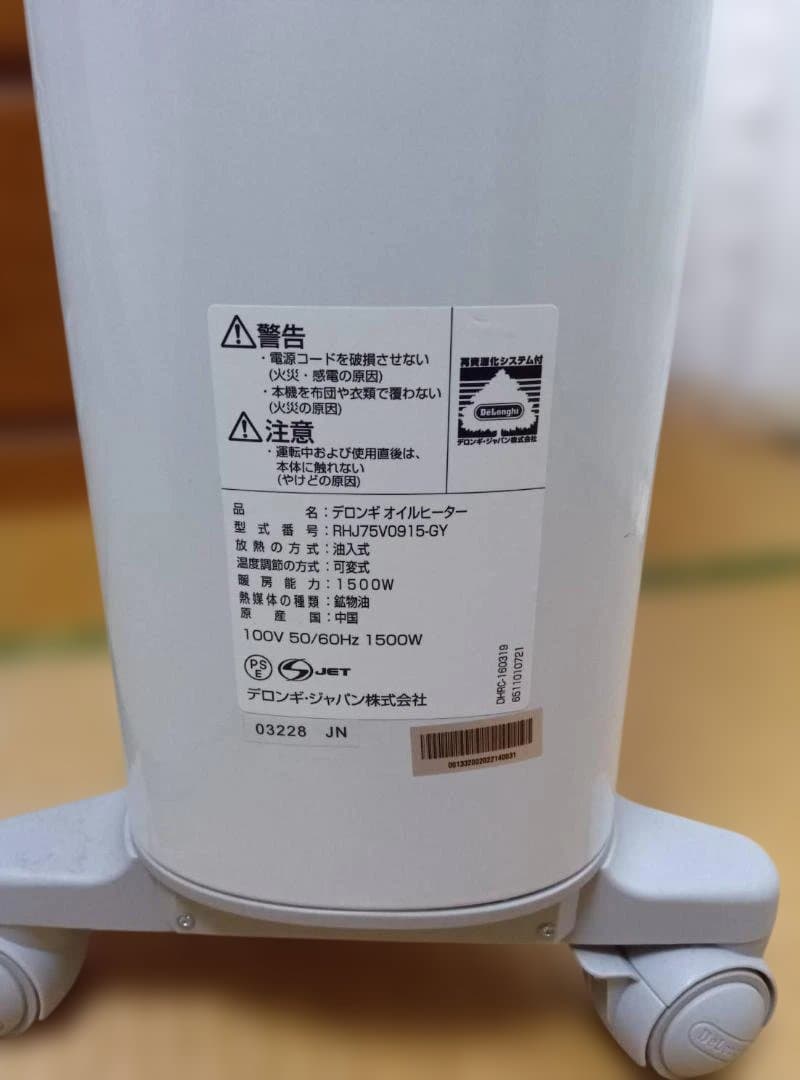 警告
・電源コードを破損させない
(火災・感電の原因)
・本機を布団や衣類で覆わない
(火災の原因)
注意
・運転中および使用直後は、
本体に触れない
(やけどの原因)
再資源化システム付
DeLonghi
デロンギ・ジャパン株式会社
品 名：デロンギ オイルヒーター
型式番号：RHJ75V0915-GY
放熱の方式：油入式
温度調節の方式：可変式
暖房能力：1500W
熱媒体の種類：鉱物油
原産国：中国
100V 50/60Hz 1500W
PSE
JET
デロンギ・ジャパン株式会社
DHRC-160319
6511010721
03228 JN